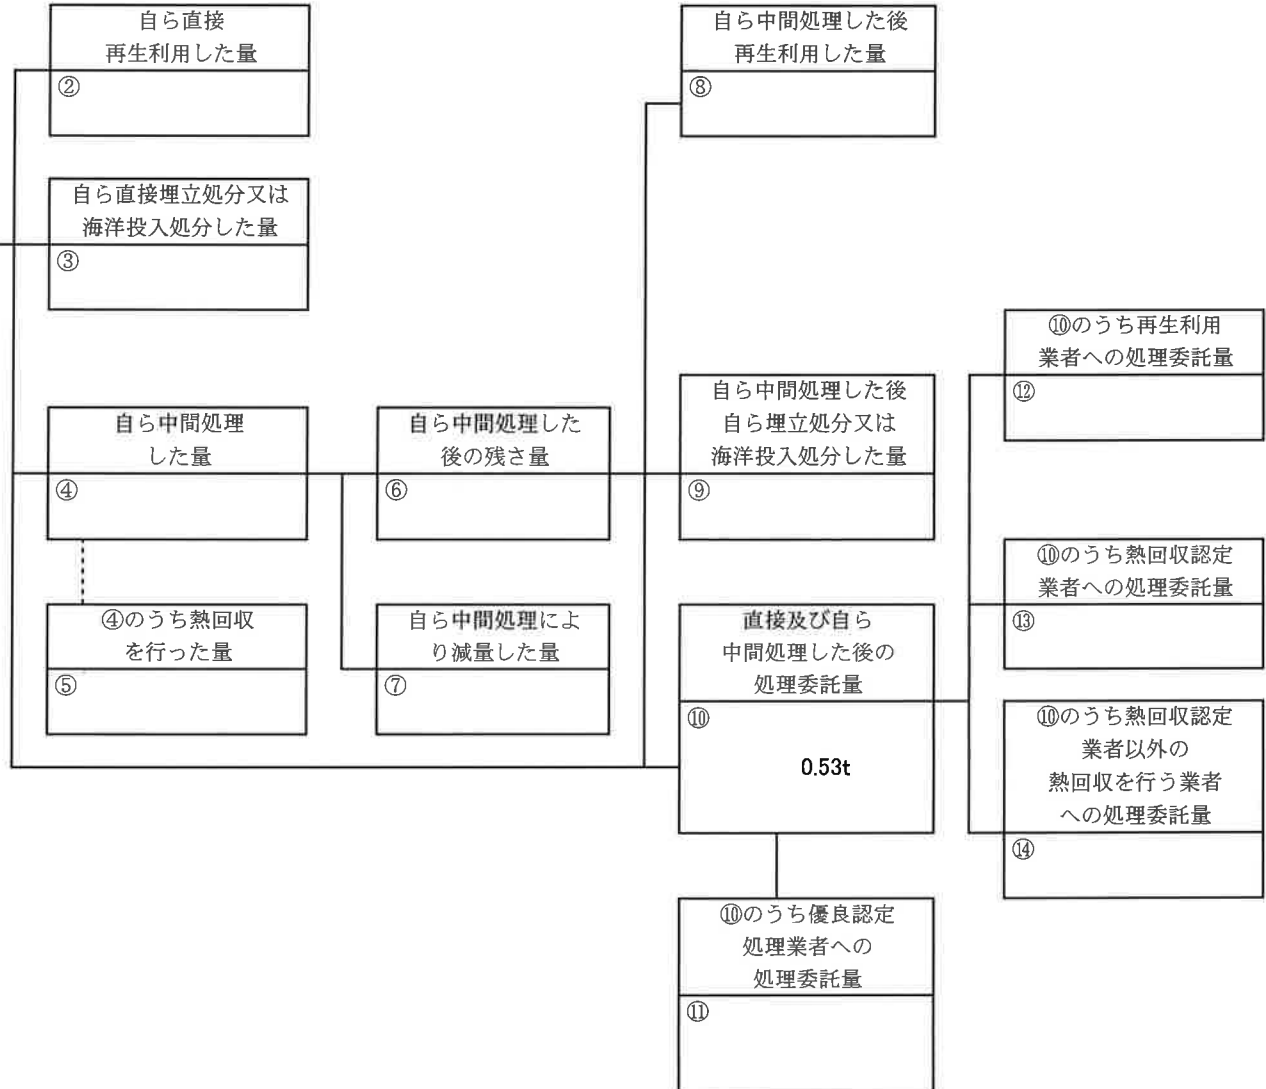 自ら直接
再生利用した量
②
自ら中間処理した後
再生利用した量
⑧
自ら直接埋立処分又は
海洋投入処分した量
③
⑩のうち再生利用
業者への処理委託量
⑫
自ら中間処理
した量
④
自ら中間処理した
後の残さ量
⑥
自ら中間処理した後
自ら埋立処分又は
海洋投入処分した量
⑨
⑩のうち熱回収認定
業者への処理委託量
⑬
④のうち熱回収
を行った量
⑤
自ら中間処理によ
り減量した量
⑦
直接及び自ら
中間処理した後の
処理委託量
⑩
0.53t
⑩のうち熱回収認定
業者以外の
熱回収を行う業者
への処理委託量
⑭
⑩のうち優良認定
処理業者への
処理委託量
⑪